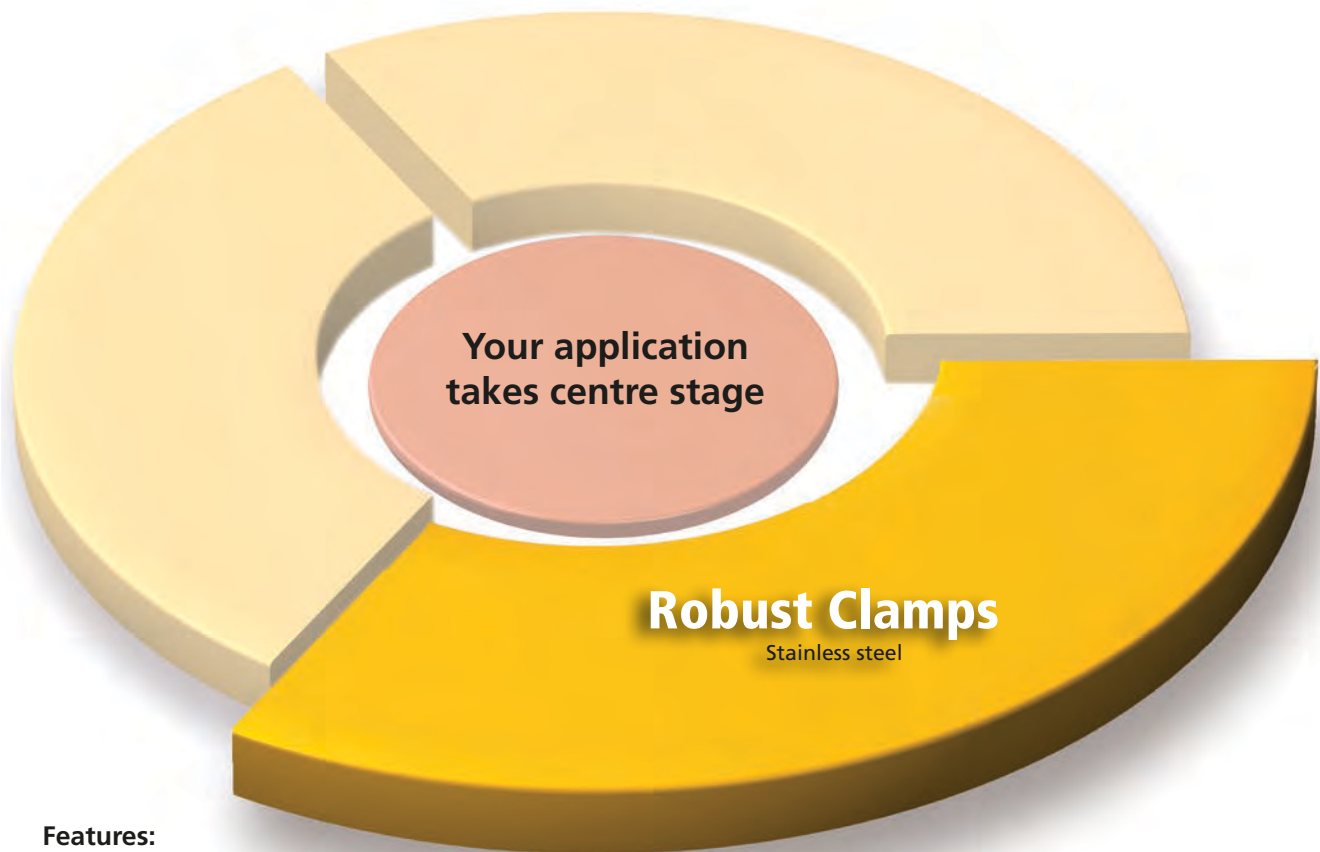 Your application
takes centre stage
Robust Clamps
Stainless steel
Features: